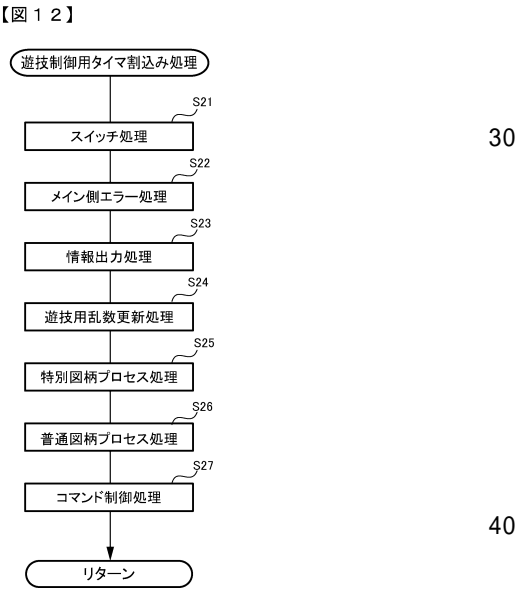 【図１２】
遊技制御用タイマ割込み処理
S21
スイッチ処理
30
S22
メイン側エラー処理
S23
情報出力処理
S24
遊技用乱数更新処理
S25
特別図柄プロセス処理
S26
普通図柄プロセス処理
S27
コマンド制御処理
40
リターン